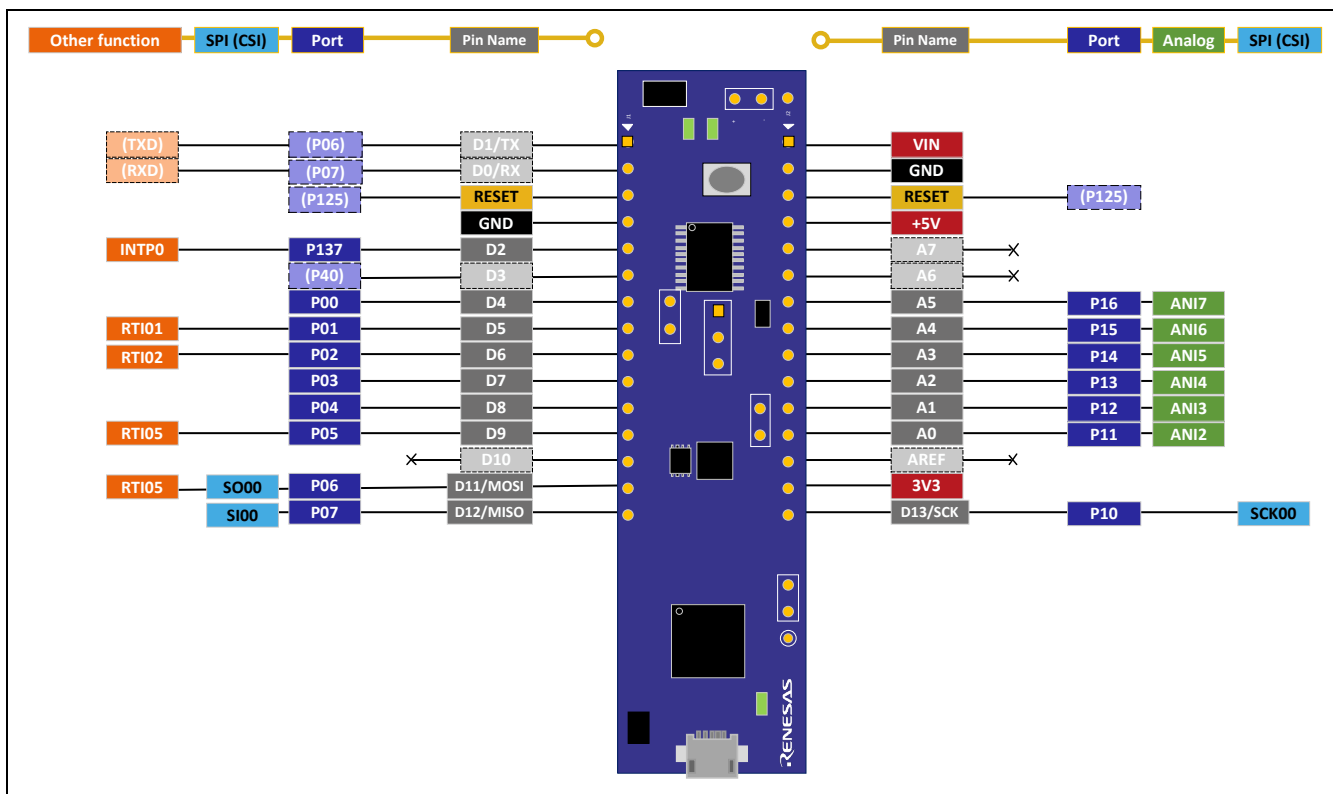 Other function SPI (CSI) Port Pin Name Pin Name Port Analog SPI (CSI)
J1 J2
(TXD) (P06) D1/TX VIN
(RXD) (P07) D0/RX GND
(P125) RESET RESET (P125)
GND +5V
INTP0 P137 D2 A7
(P40) D3 A6
P00 D4 A5 P16 ANI7
RTI01 P01 D5 A4 P15 ANI6
RTI02 P02 D6 A3 P14 ANI5
P03 D7 A2 P13 ANI4
P04 D8 A1 P12 ANI3
RTI05 P05 D9 A0 P11 ANI2
D10 AREF
RTI05 SO00 P06 D11/MOSI 3V3
SI00 P07 D12/MISO D13/SCK P10 SCK00
RENESAS